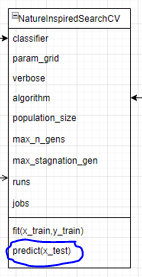 NatureInspiredSearchCV
classifier
param_grid
verbose
algorithm
population_size
max_n_gens
max_stagnation_gen
runs
jobs
fit(x_train,y_train)
predict(x_test)